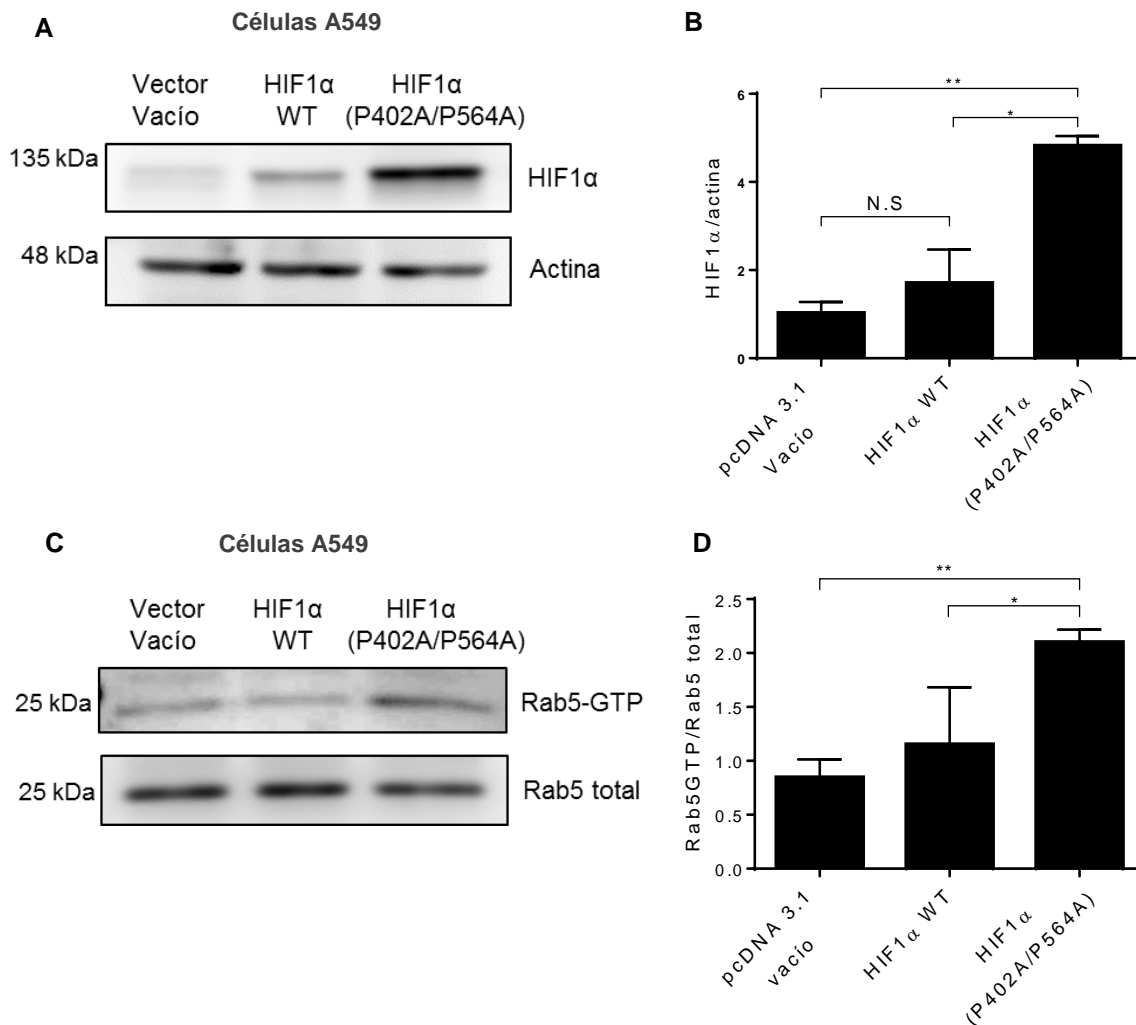 A
Células A549
Vector
Vacío
HIF1α
WT
HIF1α
(P402A/P564A)
135 kDa
HIF1α
48 kDa
Actina
B
**
*
N.S
6
4
2
0
HIF1α/actina
pcDNA 3.1
Vacío
HIF1α WT
HIF1α
(P402A/P564A)
C
Células A549
Vector
Vacío
HIF1α
WT
HIF1α
(P402A/P564A)
25 kDa
Rab5-GTP
25 kDa
Rab5 total
D
**
*
2.5
2.0
1.5
1.0
0.5
0.0
Rab5GTP/Rab5 total
pcDNA 3.1
vacío
HIF1α WT
HIF1α
(P402A/P564A)